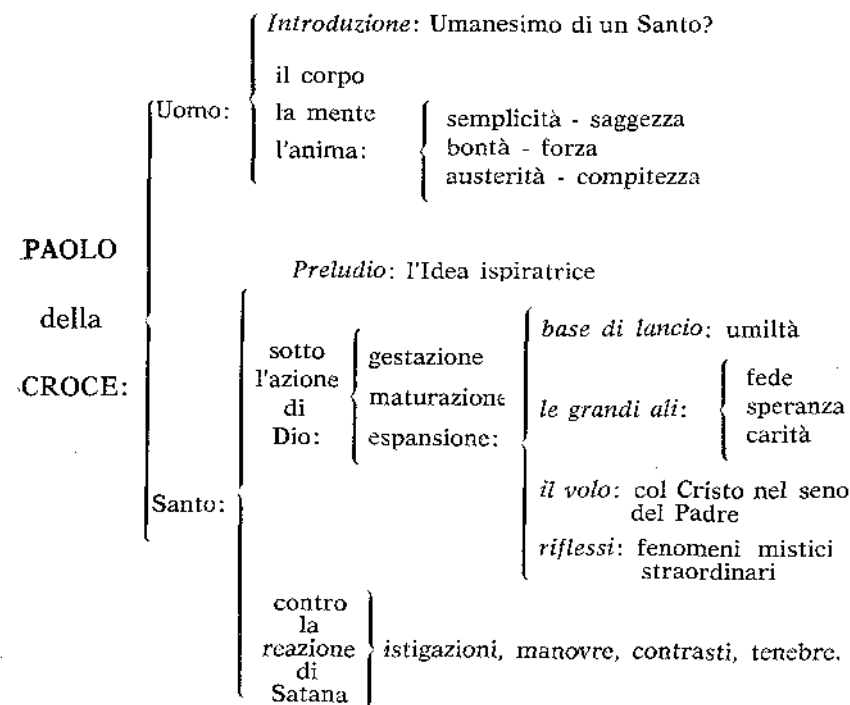 Introduzione: Umanesimo di un Santo?
il corpo
Uomo:
la mente
l'anima:
semplicità - saggezza
bontà - forza
austerità - compitezza
PAOLO
della
CROCE:
Preludio: l'Idea ispiratrice
Santo:
sotto
l'azione
di
Dio:
gestazione
maturazione
espansione:
base di lancio: umiltà
le grandi ali:
fede
speranza
carità
il volo: col Cristo nel seno
del Padre
riflessi: fenomeni mistici
straordinari
contro
la
reazione
di
Satana
istigazioni, manovre, contrasti, tenebre.